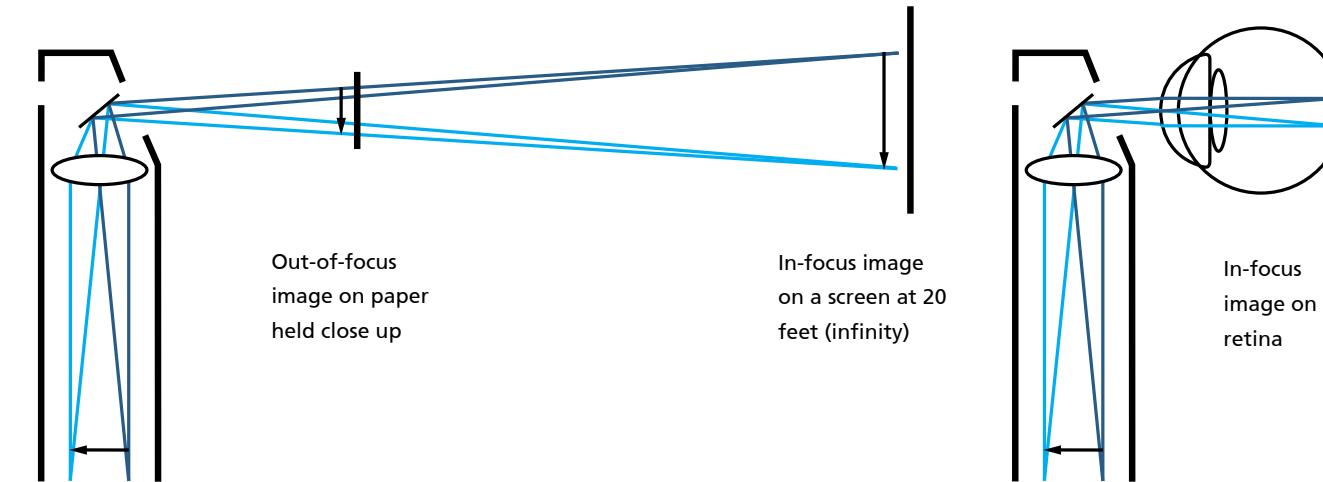 Out-of-focus
image on paper
held close up
In-focus image
on a screen at 20
feet (infinity)
In-focus
image on
retina